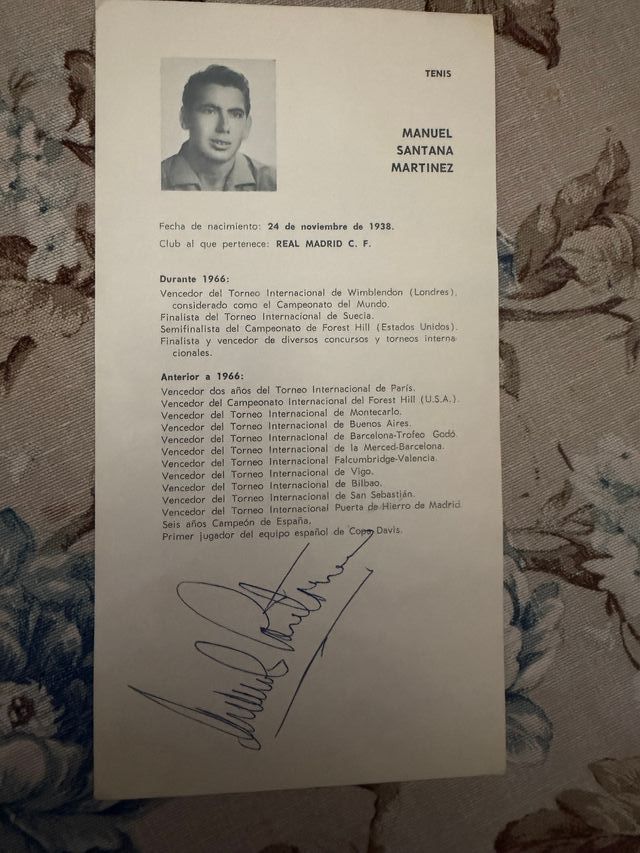 TENIS
MANUEL
SANTANA
MARTINEZ
Fecha de nacimiento: 24 de noviembre de 1938.
Club al que pertenece: REAL MADRID C. F.
Durante 1966:
Vencedor del Torneo Internacional de Wimblendon (Londres),
considerado como el Campeonato del Mundo.
Finalista del Torneo Internacional de Suecia.
Semifinalista del Campeonato de Forest Hill (Estados Unidos).
Finalista y vencedor de diversos concursos y torneos interna-
cionales.
Anterior a 1966:
Vencedor dos años del Torneo Internacional de París.
Vencedor del Campeonato Internacional del Forest Hill (U.S.A.).
Vencedor del Torneo Internacional de Montecarlo.
Vencedor del Torneo Internacional de Buenos Aires.
Vencedor del Torneo Internacional de Barcelona-Trofeo Godó.
Vencedor del Torneo Internacional de la Merced-Barcelona.
Vencedor del Torneo Internacional Falcumbridge-Valencia.
Vencedor del Torneo Internacional de Vigo.
Vencedor del Torneo Internacional de Bilbao.
Vencedor del Torneo Internacional de San Sebastián.
Vencedor del Torneo Internacional Puerta de Hierro de Madrid.
Seis años Campeón de España.
Primer jugador del equipo español de Copa Davis.
Manuel Santana